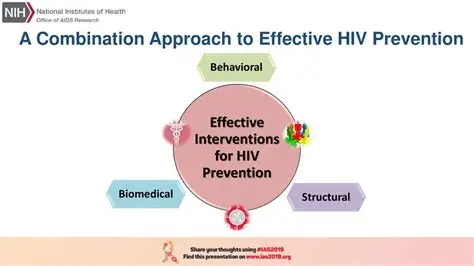 NIH
National Institutes of Health
Office of AIDS Research
A Combination Approach to Effective HIV Prevention
Behavioral
Effective
Interventions
for HIV
Prevention
Biomedical
Structural
Share your thoughts using #IAS2019
Find this presentation on www.ias2019.org